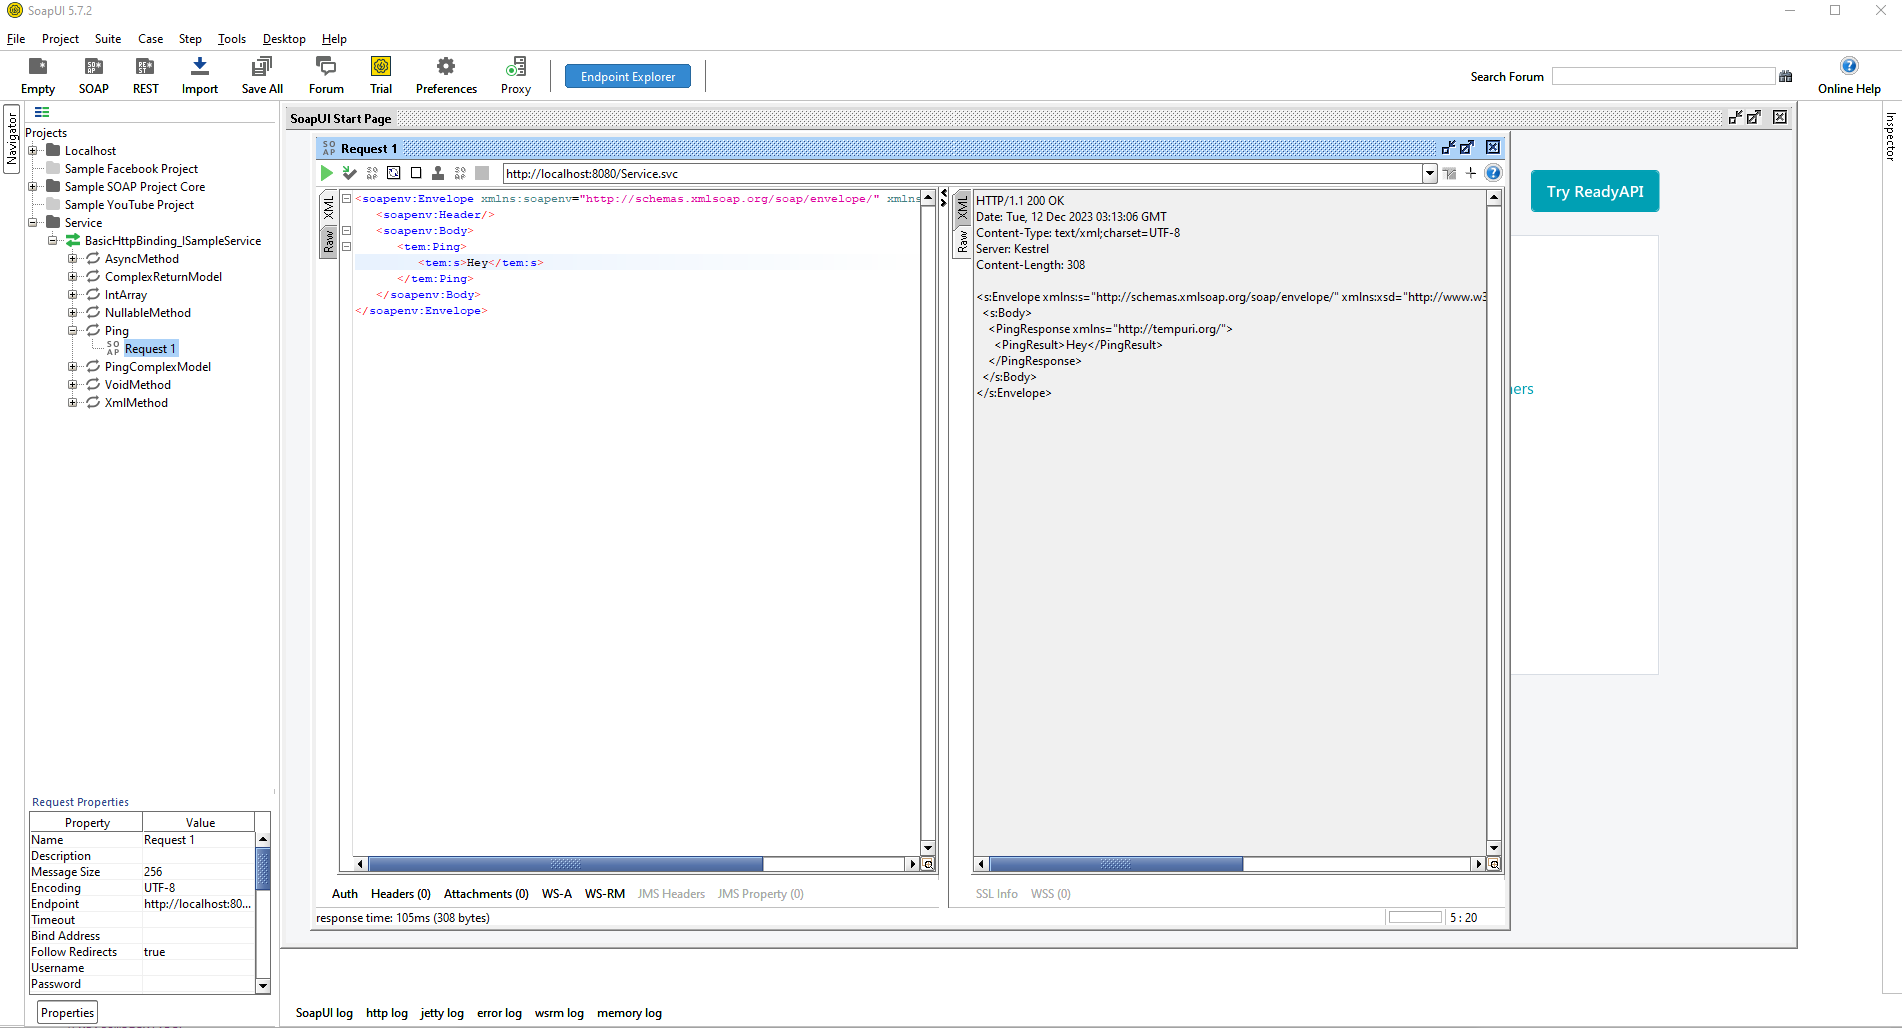 SoapUI 5.7.2
File Project Suite Case Step Tools Desktop Help
Empty SOAP REST Import Save All Forum Trial Preferences Proxy Endpoint Explorer Search Forum Online Help
Navigator
Projects
Localhost
Sample Facebook Project
Sample SOAP Project Core
Sample YouTube Project
Service
BasicHttpBinding_ISampleService
AsyncMethod
ComplexReturnModel
IntArray
NullableMethod
Ping
SO AP Request 1
PingComplexModel
VoidMethod
XmlMethod
Request Properties
Property Value
Name Request 1
Description
Message Size 256
Encoding UTF-8
Endpoint http://localhost:80...
Timeout
Bind Address
Follow Redirects true
Username
Password
Properties
SoapUI Start Page
SO AP Request 1
http://localhost:8080/Service.svc
XML
Raw
<soapenv:Envelope xmlns:soapenv="http://schemas.xmlsoap.org/soap/envelope/" xmlns
<soapenv:Header/>
<soapenv:Body>
<tem:Ping>
<tem:s>Hey</tem:s>
</tem:Ping>
</soapenv:Body>
</soapenv:Envelope>
XML
Raw
HTTP/1.1 200 OK
Date: Tue, 12 Dec 2023 03:13:06 GMT
Content-Type: text/xml;charset=UTF-8
Server: Kestrel
Content-Length: 308
<s:Envelope xmlns:s="http://schemas.xmlsoap.org/soap/envelope/" xmlns:xsd="http://www.w3
<s:Body>
<PingResponse xmlns="http://tempuri.org/">
<PingResult>Hey</PingResult>
</PingResponse>
</s:Body>
</s:Envelope>
Auth Headers (0) Attachments (0) WS-A WS-RM JMS Headers JMS Property (0)
SSL Info WSS (0)
response time: 105ms (308 bytes)
5 : 20
Try ReadyAPI
ners
Inspector
SoapUI log http log jetty log error log wsrm log memory log